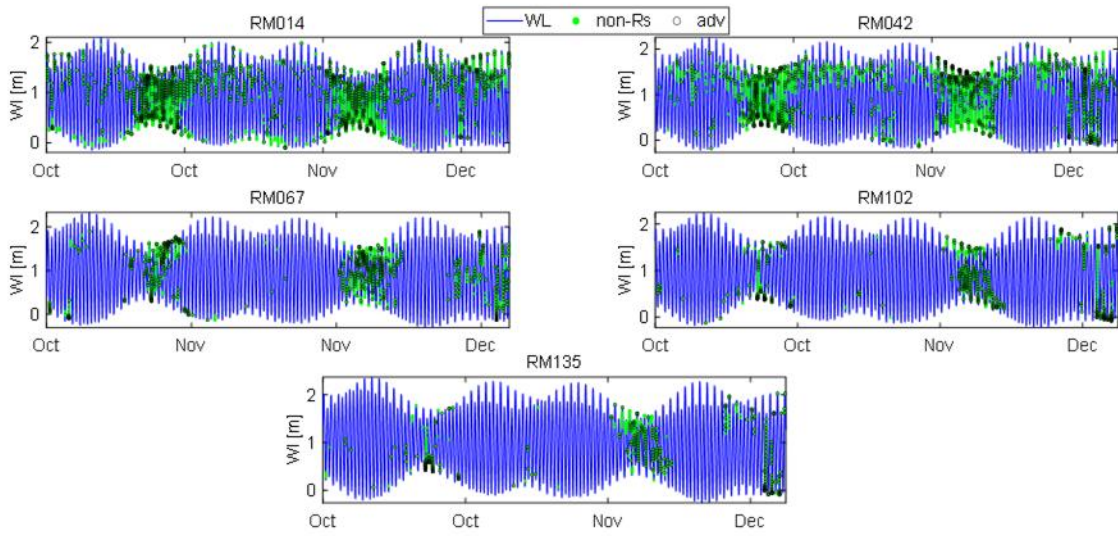 WL non-Rs adv
RM014
Wl [m]
2
1
0
Oct Oct Nov Dec
RM042
Wl [m]
2
1
0
Oct Oct Nov Dec
RM067
Wl [m]
2
1
0
Oct Nov Nov Dec
RM102
Wl [m]
2
1
0
Oct Oct Nov Dec
RM135
Wl [m]
2
1
0
Oct Oct Nov Dec